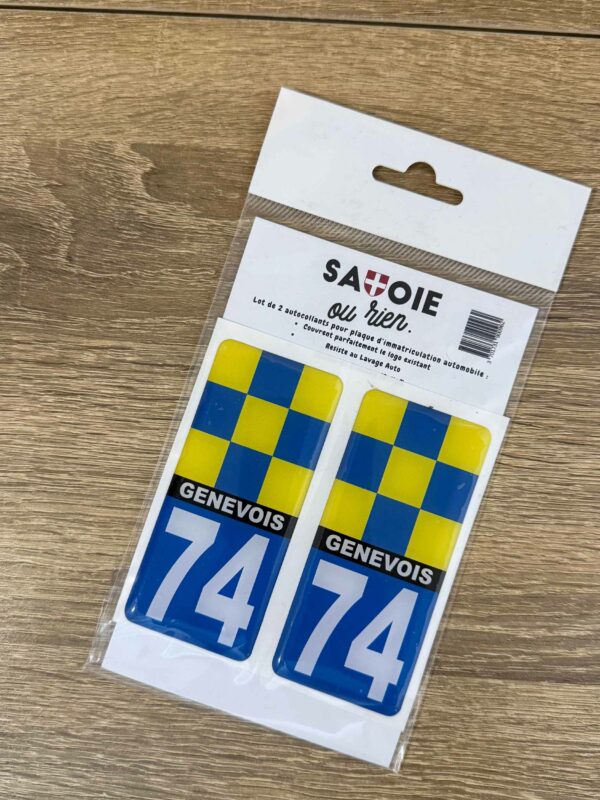 SAVOIE
ou rien.
Lot de 2 autocollants pour plaque d'immatriculation automobile :
• Couvrent parfaitement le logo existant
Resiste au Lavage Auto
GENEVOIS
74
GENEVOIS
74